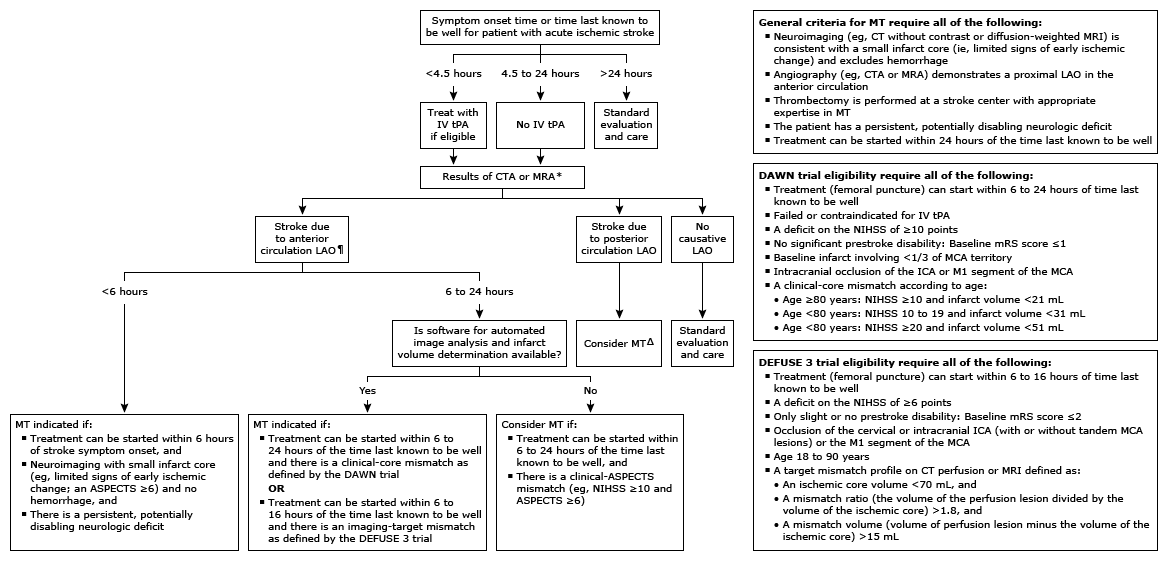 Symptom onset time or time last known to
be well for patient with acute ischemic stroke
<4.5 hours
4.5 to 24 hours
>24 hours
Treat with
IV tPA
if eligible
No IV tPA
Standard
evaluation
and care
Results of CTA or MRA*
Stroke due
to anterior
circulation LAO¶
Stroke due
to posterior
circulation LAO
No
causative
LAO
<6 hours
6 to 24 hours
Is software for automated
image analysis and infarct
volume determination available?
Consider MTΔ
Standard
evaluation
and care
Yes
No
MT indicated if:
▪ Treatment can be started within 6 hours
of stroke symptom onset, and
▪ Neuroimaging with small infarct core
(eg, limited signs of early ischemic
change; an ASPECTS ≥6) and no
hemorrhage, and
▪ There is a persistent, potentially
disabling neurologic deficit
MT indicated if:
▪ Treatment can be started within 6 to
24 hours of the time last known to be well
and there is a clinical-core mismatch as
defined by the DAWN trial
OR
▪ Treatment can be started within 6 to
16 hours of the time last known to be well
and there is an imaging-target mismatch
as defined by the DEFUSE 3 trial
Consider MT if:
▪ Treatment can be started within
6 to 24 hours of the time last
known to be well, and
▪ There is a clinical-ASPECTS
mismatch (eg, NIHSS ≥10 and
ASPECTS ≥6)
General criteria for MT require all of the following:
▪ Neuroimaging (eg, CT without contrast or diffusion-weighted MRI) is
consistent with a small infarct core (ie, limited signs of early ischemic
change) and excludes hemorrhage
▪ Angiography (eg, CTA or MRA) demonstrates a proximal LAO in the
anterior circulation
▪ Thrombectomy is performed at a stroke center with appropriate
expertise in MT
▪ The patient has a persistent, potentially disabling neurologic deficit
▪ Treatment can be started within 24 hours of the time last known to be well
DAWN trial eligibility require all of the following:
▪ Treatment (femoral puncture) can start within 6 to 24 hours of time last
known to be well
▪ Failed or contraindicated for IV tPA
▪ A deficit on the NIHSS of ≥10 points
▪ No significant prestroke disability: Baseline mRS score ≤1
▪ Baseline infarct involving <1/3 of MCA territory
▪ Intracranial occlusion of the ICA or M1 segment of the MCA
▪ A clinical-core mismatch according to age:
• Age ≥80 years: NIHSS ≥10 and infarct volume <21 mL
• Age <80 years: NIHSS 10 to 19 and infarct volume <31 mL
• Age <80 years: NIHSS ≥20 and infarct volume <51 mL
DEFUSE 3 trial eligibility require all of the following:
▪ Treatment (femoral puncture) can start within 6 to 16 hours of time last
known to be well
▪ A deficit on the NIHSS of ≥6 points
▪ Only slight or no prestroke disability: Baseline mRS score ≤2
▪ Occlusion of the cervical or intracranial ICA (with or without tandem MCA
lesions) or the M1 segment of the MCA
▪ Age 18 to 90 years
▪ A target mismatch profile on CT perfusion or MRI defined as:
• An ischemic core volume <70 mL, and
• A mismatch ratio (the volume of the perfusion lesion divided by the
volume of the ischemic core) >1.8, and
• A mismatch volume (volume of perfusion lesion minus the volume of the
ischemic core) >15 mL